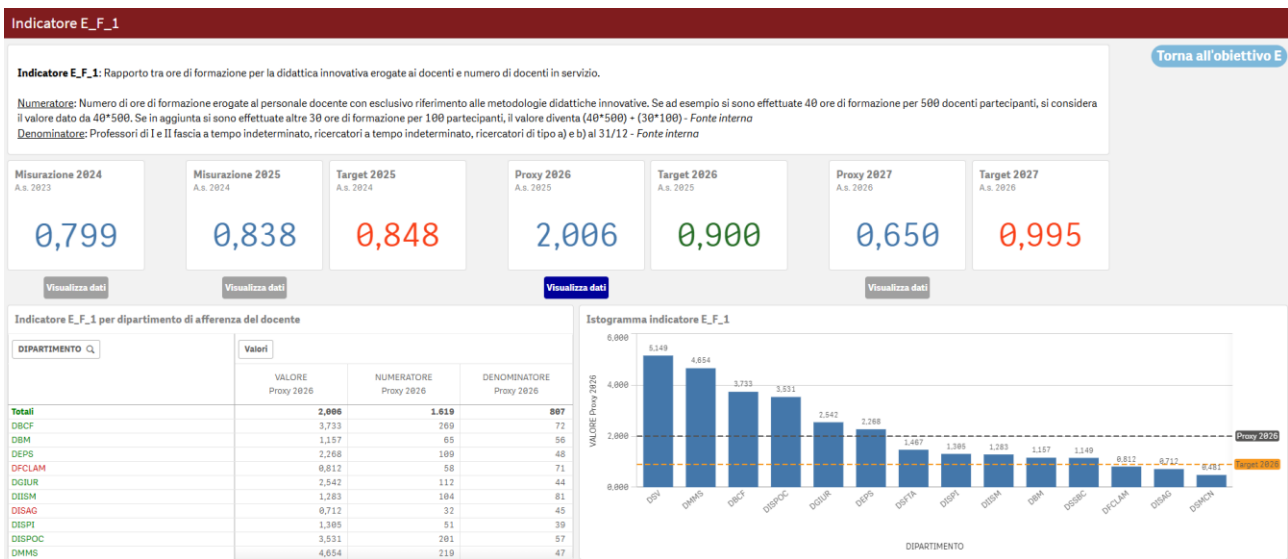 Indicatore E_F_1
Torna all'obiettivo E
Indicatore E_F_1: Rapporto tra ore di formazione per la didattica innovativa erogate ai docenti e numero di docenti in servizio.
Numeratore: Numero di ore di formazione erogate al personale docente con esclusivo riferimento alle metodologie didattiche innovative. Se ad esempio si sono effettuate 40 ore di formazione per 500 docenti partecipanti, si considera
il valore dato da 40*500. Se in aggiunta si sono effettuate altre 30 ore di formazione per 100 partecipanti, il valore diventa (40*500) + (30*100) - Fonte interna
Denominatore: Professori di I e II fascia a tempo indeterminato, ricercatori a tempo indeterminato, ricercatori di tipo a) e b) al 31/12 - Fonte interna
Misurazione 2024 Misurazione 2025 Target 2025 Proxy 2026 Target 2026 Proxy 2027 Target 2027
A.s. 2023 A.s. 2024 A.s. 2024 A.s. 2025 A.s. 2025 A.s. 2026 A.s. 2026
0,799 0,838 0,848 2,006 0,900 0,650 0,995
Visualizza dati Visualizza dati Visualizza dati Visualizza dati
Indicatore E_F_1 per dipartimento di afferenza del docente
DIPARTIMENTO Valori
VALORE NUMERATORE DENOMINATORE
Proxy 2026 Proxy 2026 Proxy 2026
Totali 2,006 1.619 807
DBCF 3,733 269 72
DBM 1,157 65 56
DEPS 2,268 109 48
DFCLAM 0,812 58 71
DGIUR 2,542 112 44
DIISM 1,283 104 81
DISAG 0,712 32 45
DISPI 1,305 51 39
DISPOC 3,531 201 57
DMMS 4,654 219 47
Istogramma indicatore E_F_1
VALORE Proxy 2026
6,000
4,000
2,000
0,000
5,149 4,654 3,733 3,531 2,542 2,268 1,467 1,305 1,283 1,157 1,149 0,812 0,712 0,481
Proxy 2026
Target 2026
DSV DMMS DBCF DISPOC DGIUR DEPS DSFTA DISPI DIISM DBM DSSBC DFCLAM DISAG DSMCN
DIPARTIMENTO